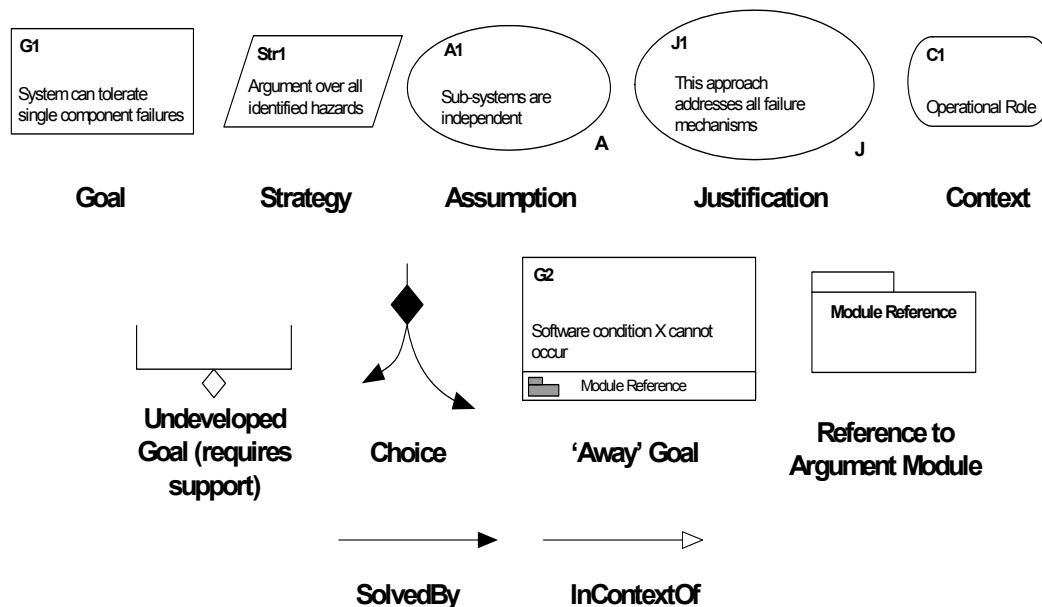 G1
System can tolerate
single component failures
Goal
Str1
Argument over all
identified hazards
Strategy
A1
Sub-systems are
independent
A
Assumption
J1
This approach
addresses all failure
mechanisms
J
Justification
C1
Operational Role
Context
Undeveloped
Goal (requires
support)
Choice
G2
Software condition X cannot
occur
Module Reference
‘Away’ Goal
Module Reference
Reference to
Argument Module
SolvedBy
InContextOf